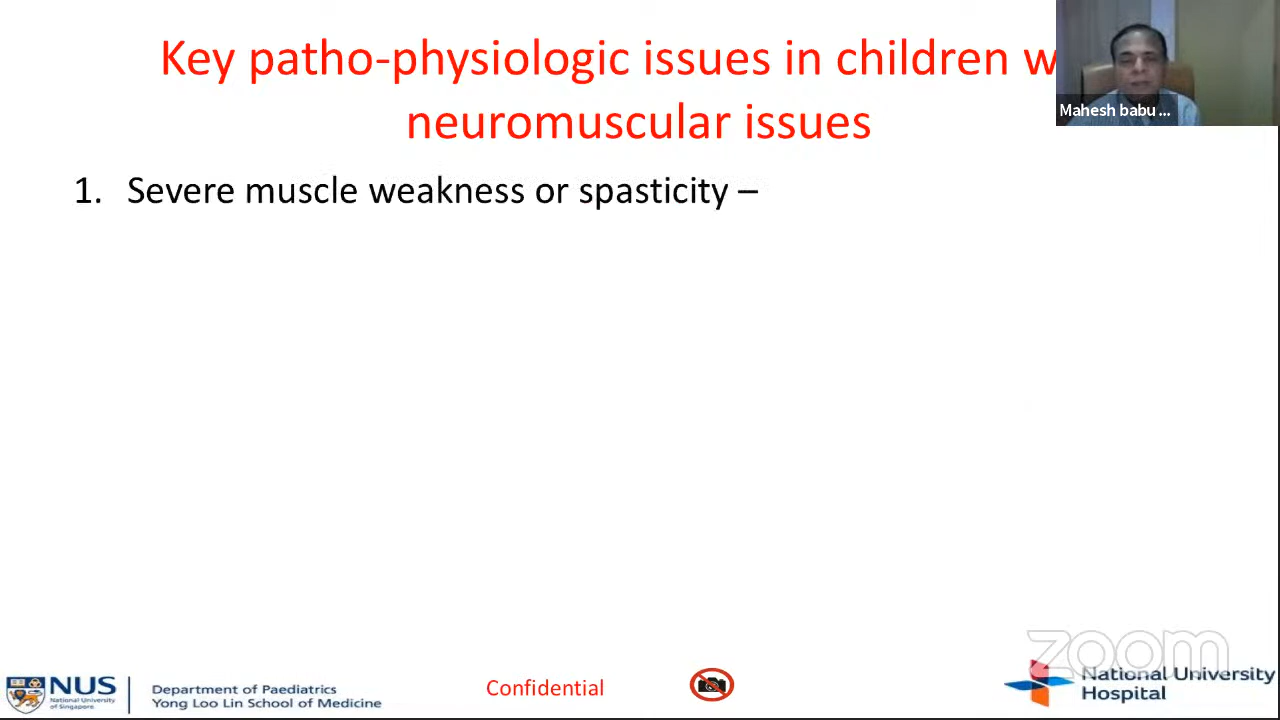 Key patho-physiologic issues in children w
neuromuscular issues
Mahesh babu ...
1. Severe muscle weakness or spasticity –
NUS
National University
of Singapore
Department of Paediatrics
Yong Loo Lin School of Medicine
Confidential
zoom
National University
Hospital